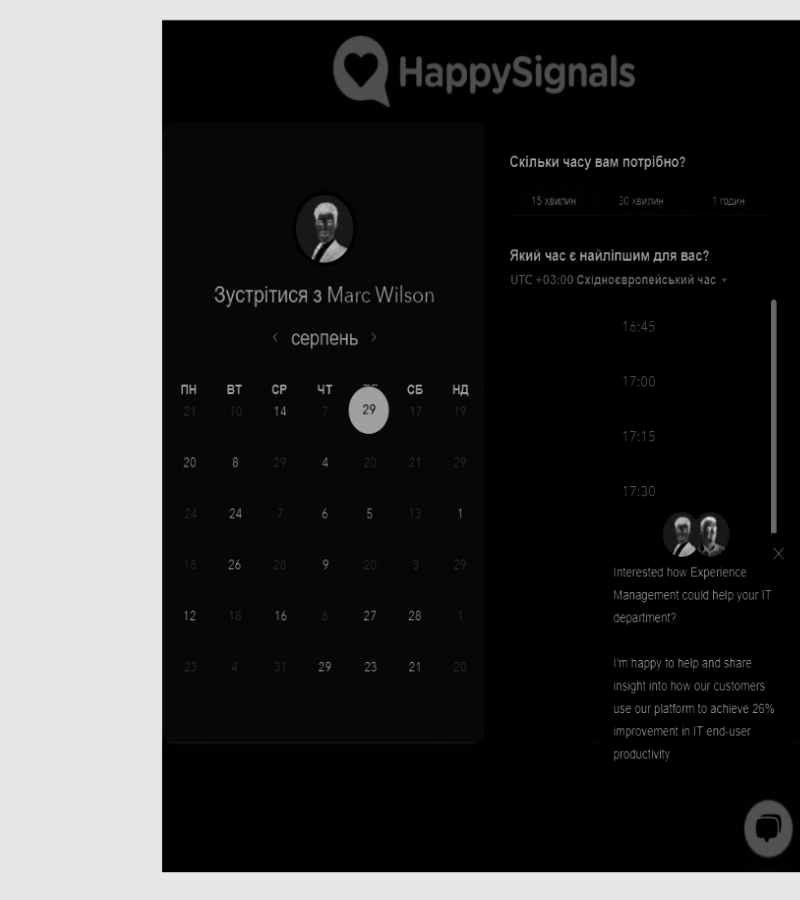 HappySignals
Зустрітися з Marc Wilson
серпень
ПН ВТ СР ЧТ СБ НД
21 10 14 7 29 17 19
20 8 29 4 20 21 29
24 24 7 6 5 13 1
18 26 28 9 20 3 29
12 18 16 6 27 28 1
23 4 31 29 23 21 20
Скільки часу вам потрібно?
15 хвилин 30 хвилин 1 годин
Який час є найліпшим для вас?
UTC +03:00 Східноєвропейський час
16:45
17:00
17:15
17:30
Interested how Experience
Management could help your IT
department?
I'm happy to help and share
insight into how our customers
use our platform to achieve 26%
improvement in IT end-user
productivity